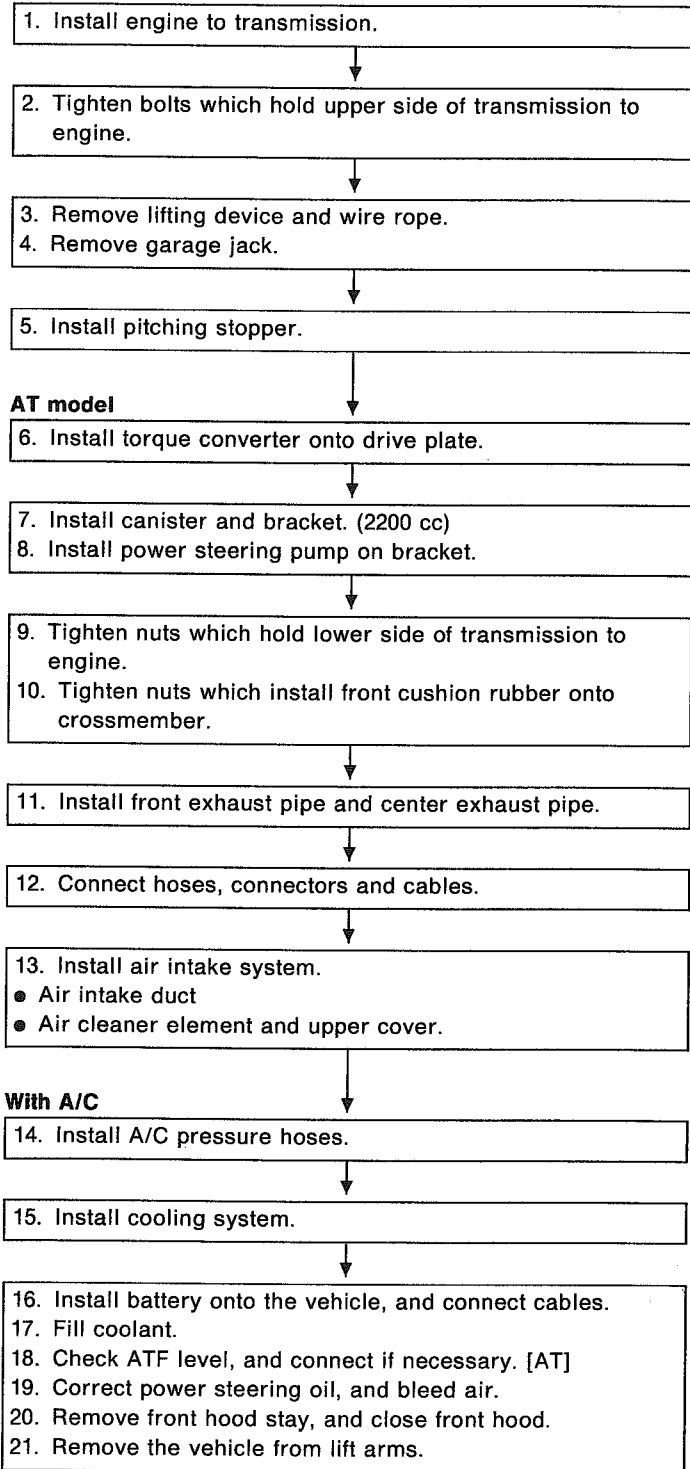 1. Install engine to transmission.
2. Tighten bolts which hold upper side of transmission to
engine.
3. Remove lifting device and wire rope.
4. Remove garage jack.
5. Install pitching stopper.
AT model
6. Install torque converter onto drive plate.
7. Install canister and bracket. (2200 cc)
8. Install power steering pump on bracket.
9. Tighten nuts which hold lower side of transmission to
engine.
10. Tighten nuts which install front cushion rubber onto
crossmember.
11. Install front exhaust pipe and center exhaust pipe.
12. Connect hoses, connectors and cables.
13. Install air intake system.
● Air intake duct
● Air cleaner element and upper cover.
With A/C
14. Install A/C pressure hoses.
15. Install cooling system.
16. Install battery onto the vehicle, and connect cables.
17. Fill coolant.
18. Check ATF level, and connect if necessary. [AT]
19. Correct power steering oil, and bleed air.
20. Remove front hood stay, and close front hood.
21. Remove the vehicle from lift arms.